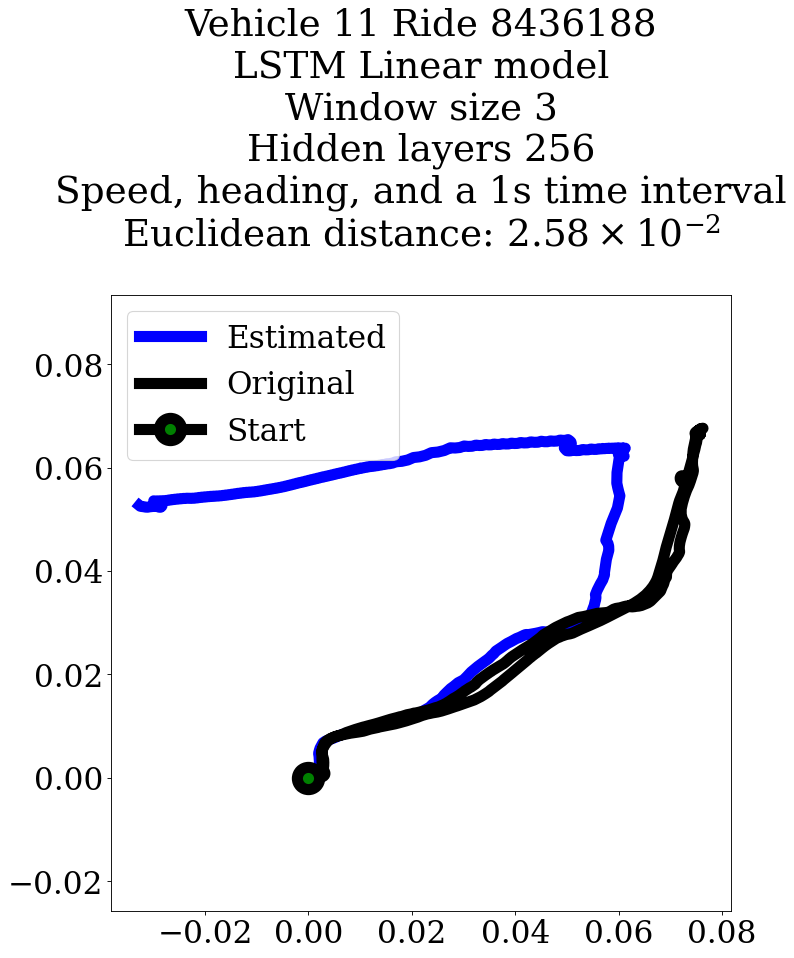 Vehicle 11 Ride 8436188
LSTM Linear model
Window size 3
Hidden layers 256
Speed, heading, and a 1s time interval
Euclidean distance: 2.58 × 10⁻²
Estimated
Original
Start
0.08
0.06
0.04
0.02
0.00
−0.02
−0.02 0.00 0.02 0.04 0.06 0.08